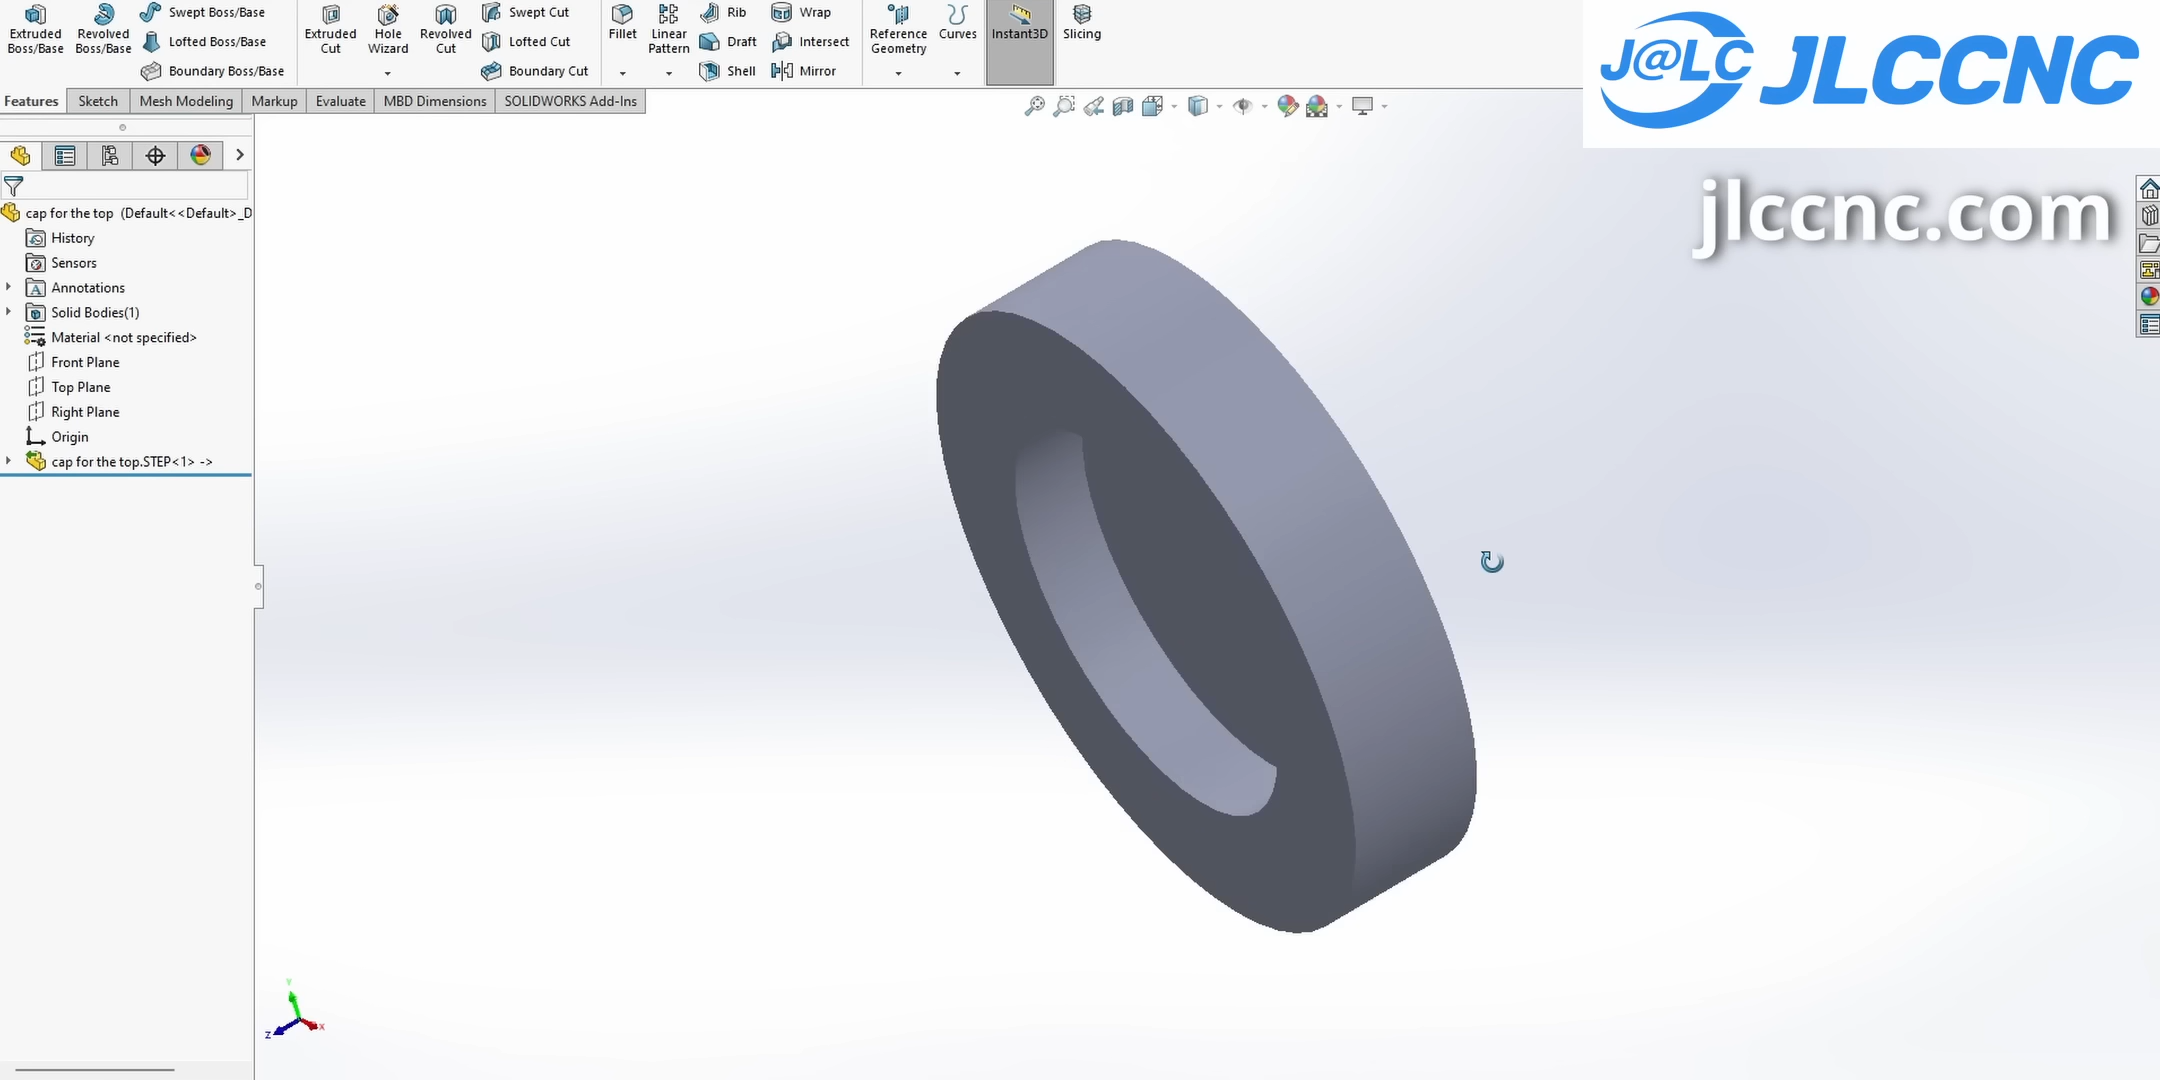 Extruded Boss/Base
Revolved Boss/Base
Swept Boss/Base
Lofted Boss/Base
Boundary Boss/Base
Extruded Cut
Hole Wizard
Revolved Cut
Swept Cut
Lofted Cut
Boundary Cut
Fillet
Linear Pattern
Rib
Draft
Shell
Wrap
Intersect
Mirror
Reference Geometry
Curves
Instant3D
Slicing
J@LC JLCCNC
jlccnc.com
Features
Sketch
Mesh Modeling
Markup
Evaluate
MBD Dimensions
SOLIDWORKS Add-Ins
cap for the top (Default<<Default>_D
History
Sensors
A Annotations
Solid Bodies(1)
Material <not specified>
Front Plane
Top Plane
Right Plane
Origin
cap for the top.STEP<1> ->
Y
Z
X